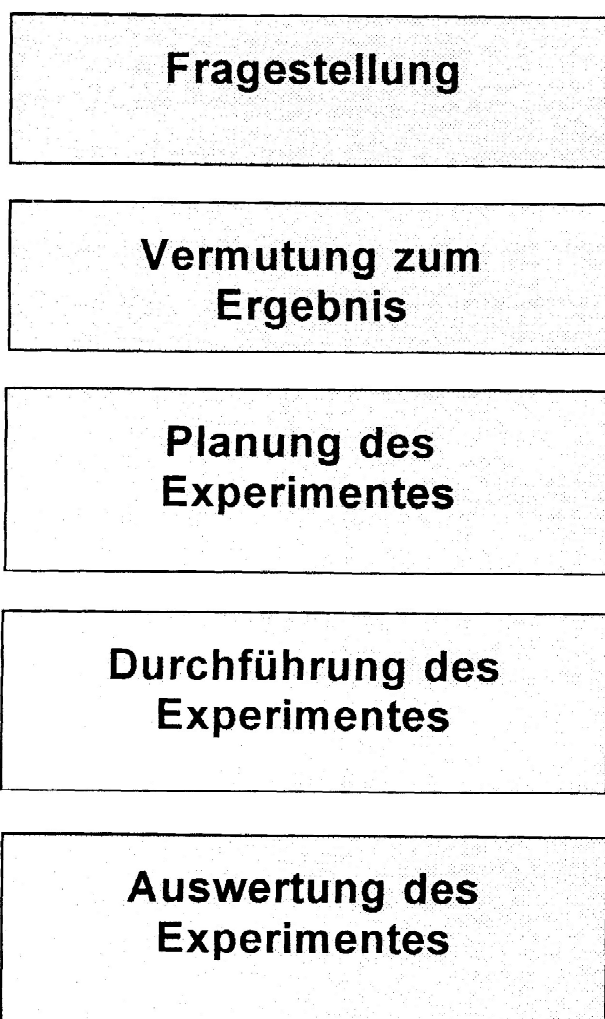 Fragestellung
Vermutung zum
Ergebnis
Planung des
Experimentes
Durchführung des
Experimentes
Auswertung des
Experimentes